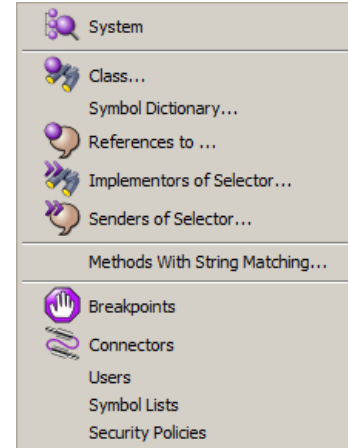 System
Class...
Symbol Dictionary...
References to ...
Implementors of Selector...
Senders of Selector...
Methods With String Matching...
Breakpoints
Connectors
Users
Symbol Lists
Security Policies